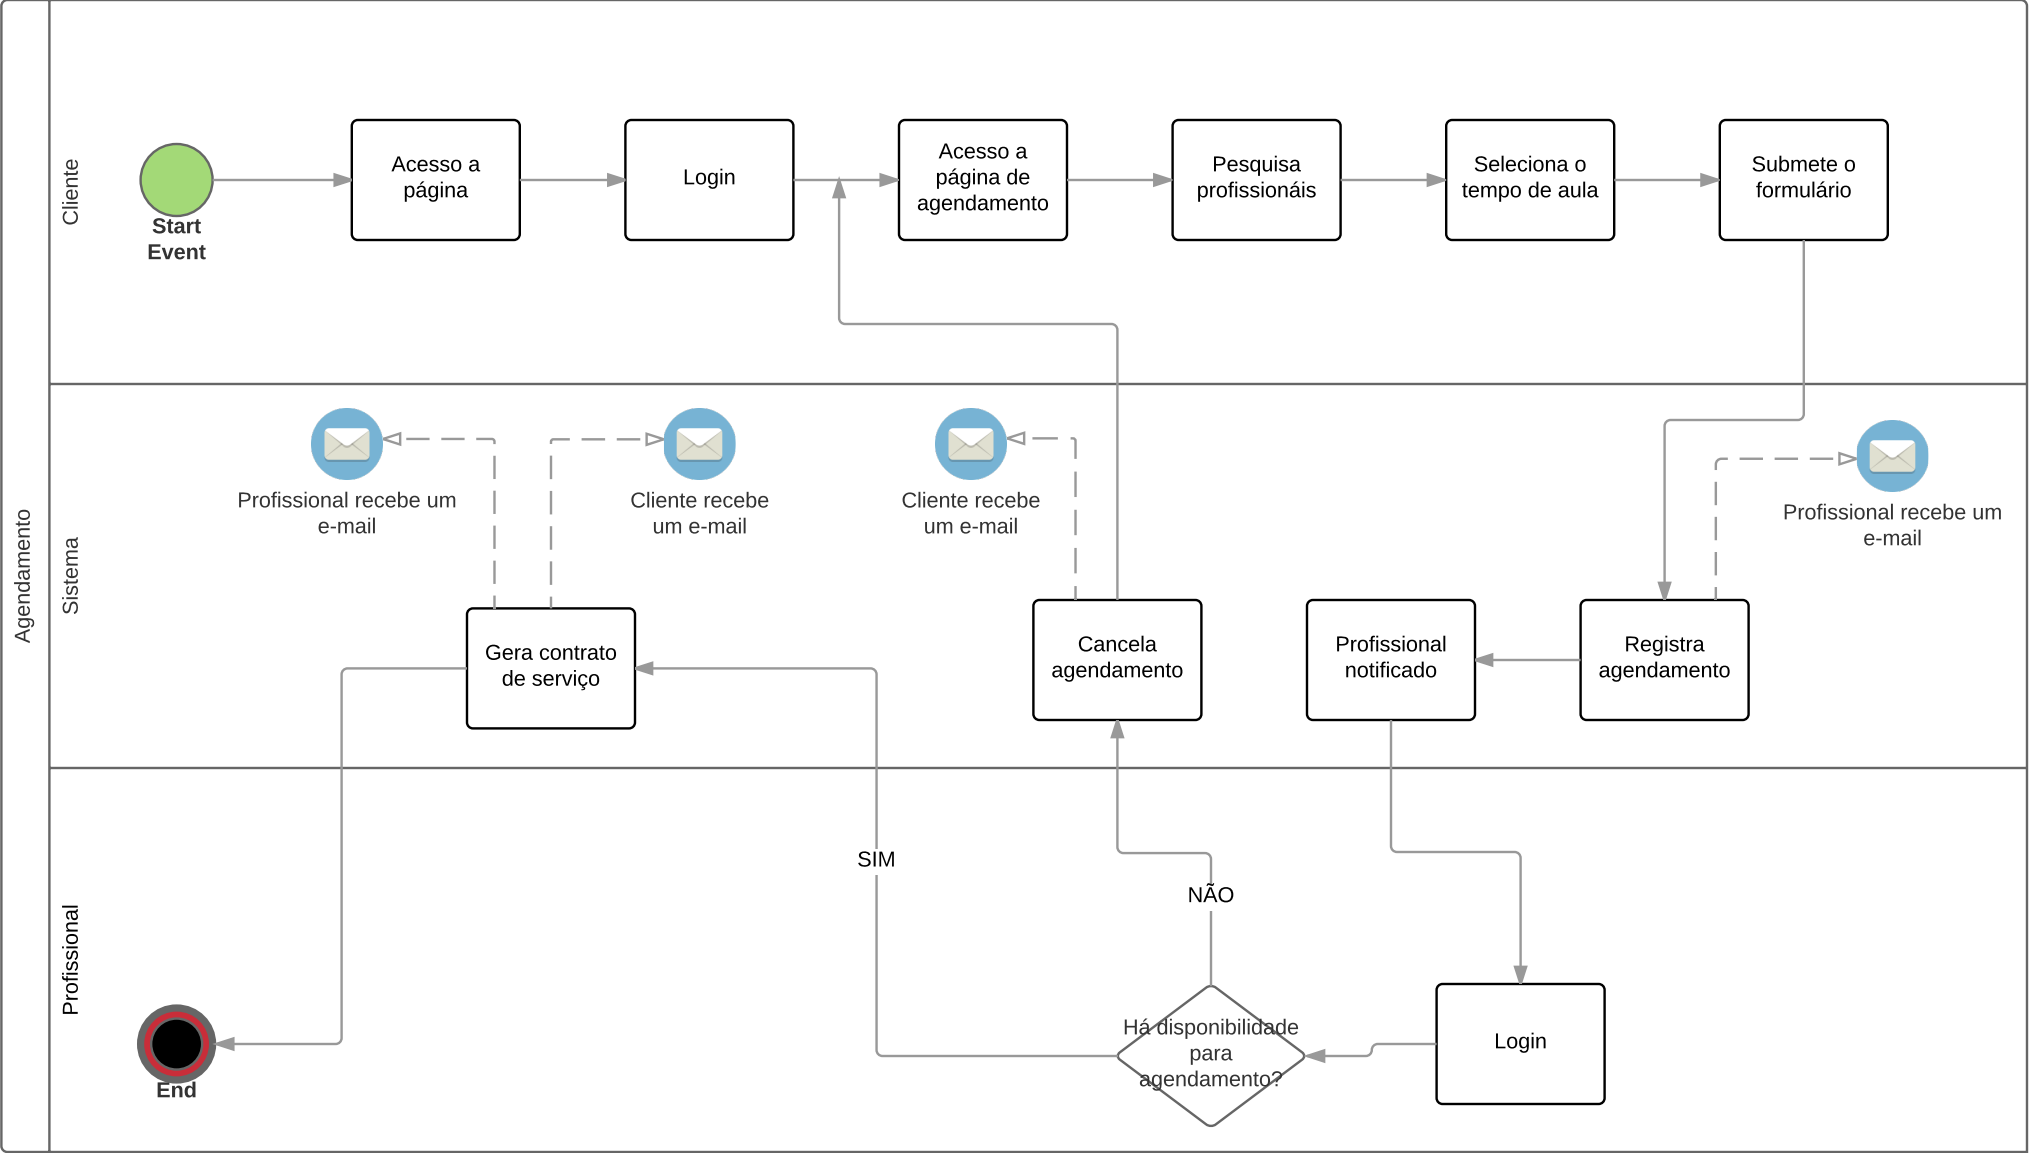 Agendamento
Cliente
Start
Event
Acesso a
página
Login
Acesso a
página de
agendamento
Pesquisa
profissionáis
Seleciona o
tempo de aula
Submete o
formulário
Sistema
Profissional recebe um
e-mail
Cliente recebe
um e-mail
Cliente recebe
um e-mail
Profissional recebe um
e-mail
Gera contrato
de serviço
Cancela
agendamento
Profissional
notificado
Registra
agendamento
Profissional
SIM
NÃO
Há disponibilidade
para
agendamento?
Login
End